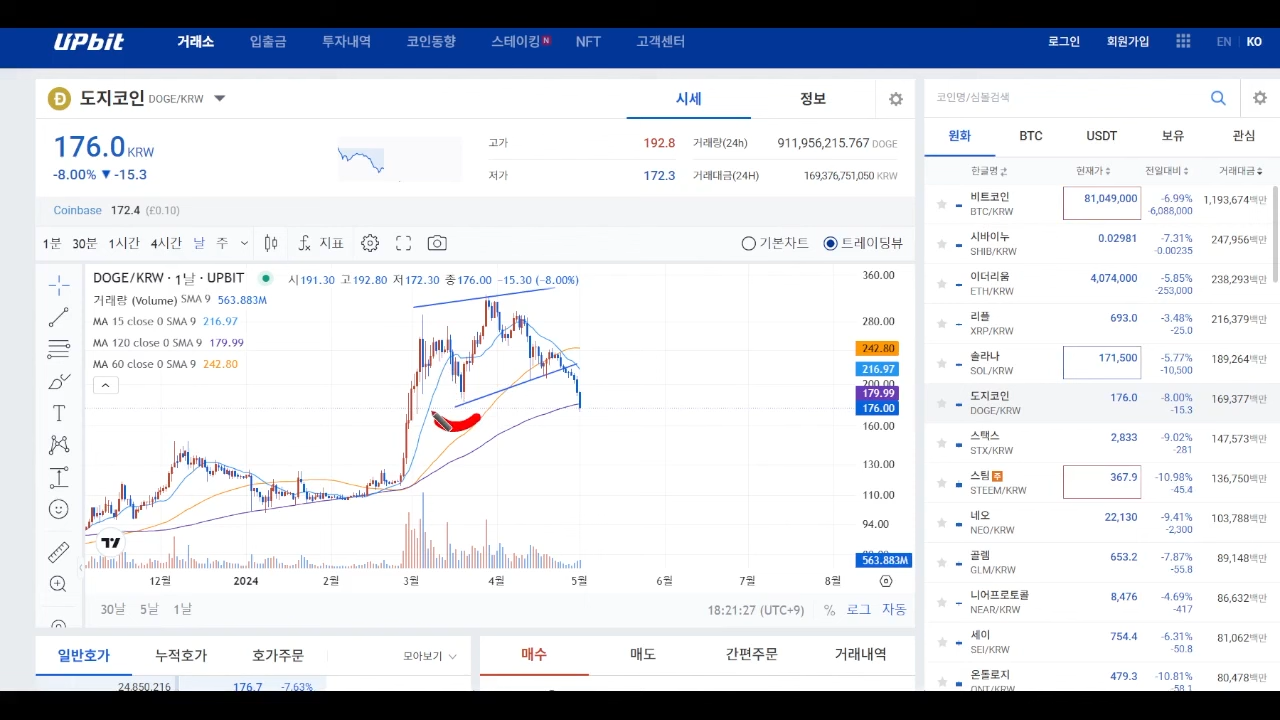 UPbit 거래소 입출금 투자내역 코인동향 스테이킹 N NFT 고객센터 로그인 회원가입 EN KO
도지코인 DOGE/KRW 시세 정보
176.0 KRW
-8.00% ▼ -15.3
고가 192.8 거래량(24h) 911,956,215.767 DOGE
저가 172.3 거래대금(24H) 169,376,751,050 KRW
Coinbase 172.4 (£0.10)
1분 30분 1시간 4시간 날 주 지표 기본차트 트레이딩뷰
DOGE/KRW · 1날 · UPBIT 시191.30 고192.80 저172.30 종176.00 -15.30 (-8.00%)
거래량 (Volume) SMA 9 563.883M
MA 15 close 0 SMA 9 216.97
MA 120 close 0 SMA 9 179.99
MA 60 close 0 SMA 9 242.80
360.00
280.00
242.80
216.97
200.00
179.99
176.00
160.00
130.00
110.00
94.00
563.883M
12월 2024 2월 3월 4월 5월 6월 7월 8월
30날 5날 1날 18:21:27 (UTC+9) % 로그 자동
일반호가 누적호가 호가주문 모아보기
24,850.216 176.7 -7.63%
매수 매도 간편주문 거래내역
코인명/심볼검색
원화 BTC USDT 보유 관심
한글명 현재가 전일대비 거래대금
비트코인 81,049,000 -6.99% 1,193,674백만
BTC/KRW -6,088,000
시바이누 0.02981 -7.31% 247,956백만
SHIB/KRW -0.00235
이더리움 4,074,000 -5.85% 238,293백만
ETH/KRW -253,000
리플 693.0 -3.48% 216,379백만
XRP/KRW -25.0
솔라나 171,500 -5.77% 189,264백만
SOL/KRW -10,500
도지코인 176.0 -8.00% 169,377백만
DOGE/KRW -15.3
스택스 2,833 -9.02% 147,573백만
STX/KRW -281
스팀 주 367.9 -10.98% 136,750백만
STEEM/KRW -45.4
네오 22,130 -9.41% 103,788백만
NEO/KRW -2,300
골렘 653.2 -7.87% 89,148백만
GLM/KRW -55.8
니어프로토콜 8,476 -4.69% 86,632백만
NEAR/KRW -417
세이 754.4 -6.31% 81,062백만
SEI/KRW -50.8
온톨로지 479.3 -10.81% 80,478백만
ONT/KRW -58.1